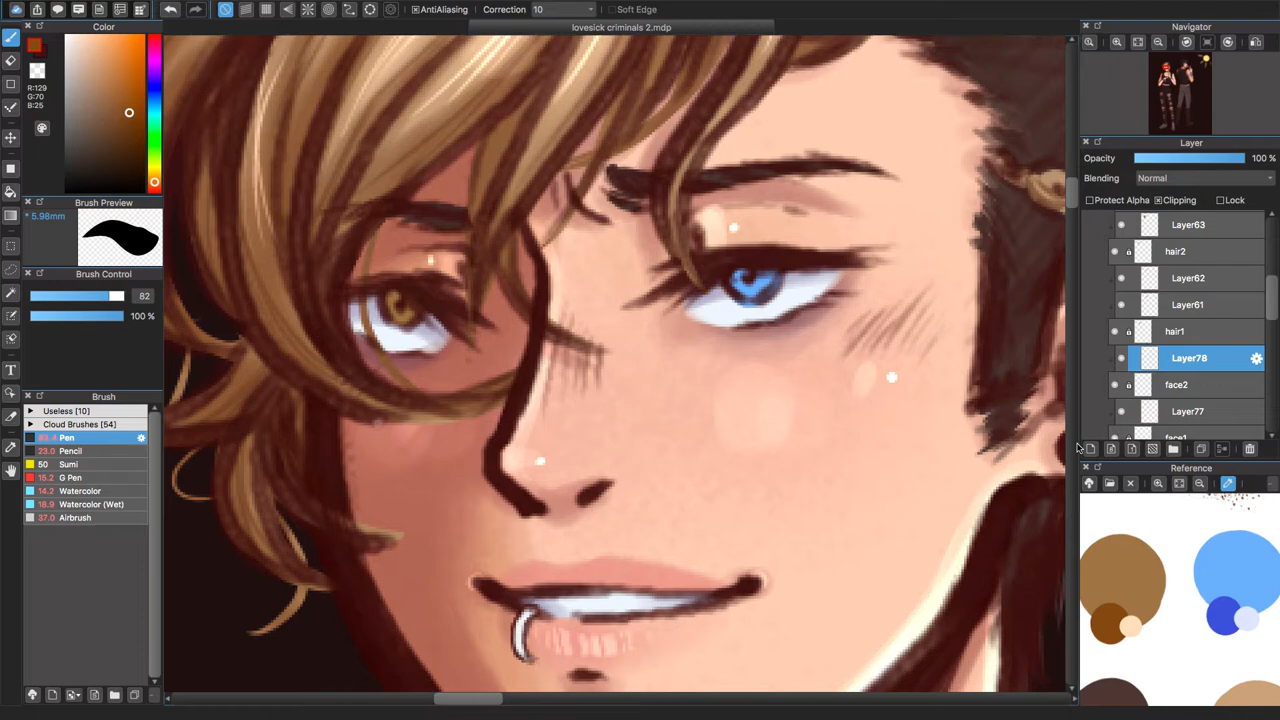 AntiAliasing Correction 10 Soft Edge
Color
lovesick criminals 2.mdp
Navigator
R:129
G:70
B:25
Layer
Opacity 100 %
Blending Normal
Protect Alpha Clipping Lock
Brush Preview
* 5.98mm
Layer63
hair2
Brush Control
Layer62
82
Layer61
100 %
hair1
Layer78
face2
Brush
Useless [10]
Layer77
Cloud Brushes [54]
83.4 Pen
face1
23.0 Pencil
50 Sumi
Reference
15.2 G Pen
14.2 Watercolor
18.9 Watercolor (Wet)
37.0 Airbrush
T